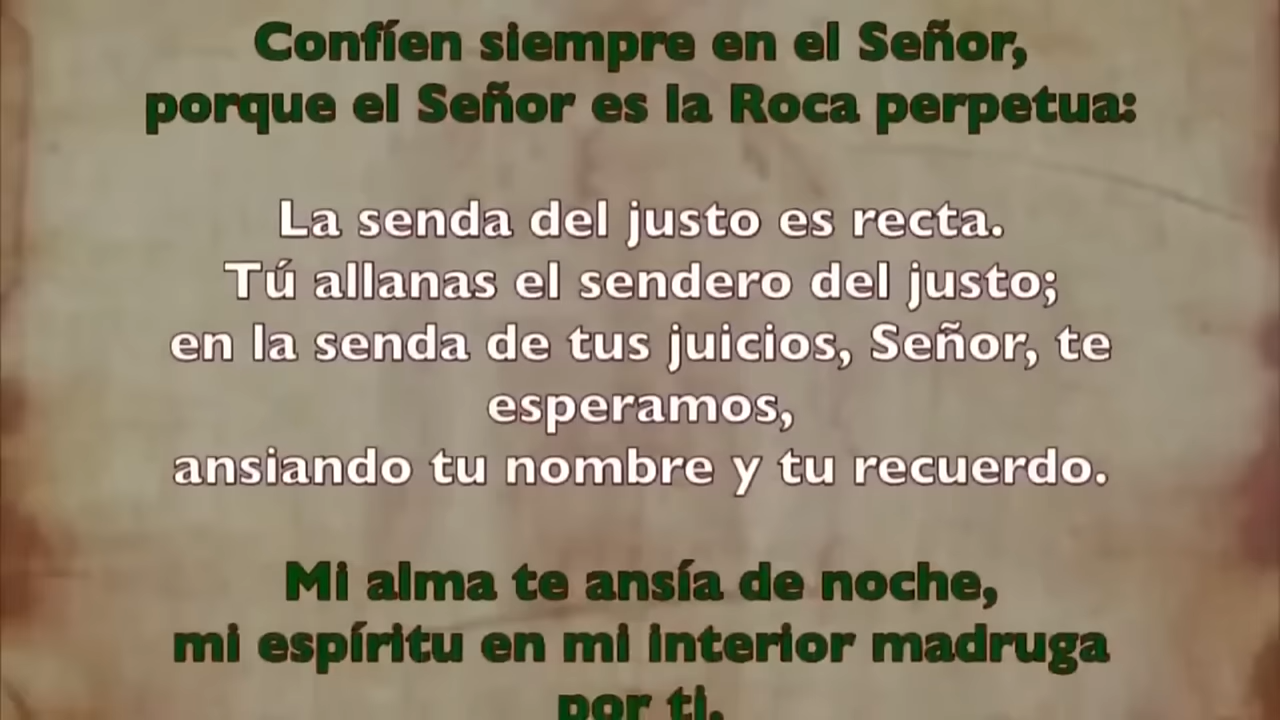 Confíen siempre en el Señor,
porque el Señor es la Roca perpetua:
La senda del justo es recta.
Tú allanas el sendero del justo;
en la senda de tus juicios, Señor, te
esperamos,
ansiando tu nombre y tu recuerdo.
Mi alma te ansía de noche,
mi espíritu en mi interior madruga
por ti.